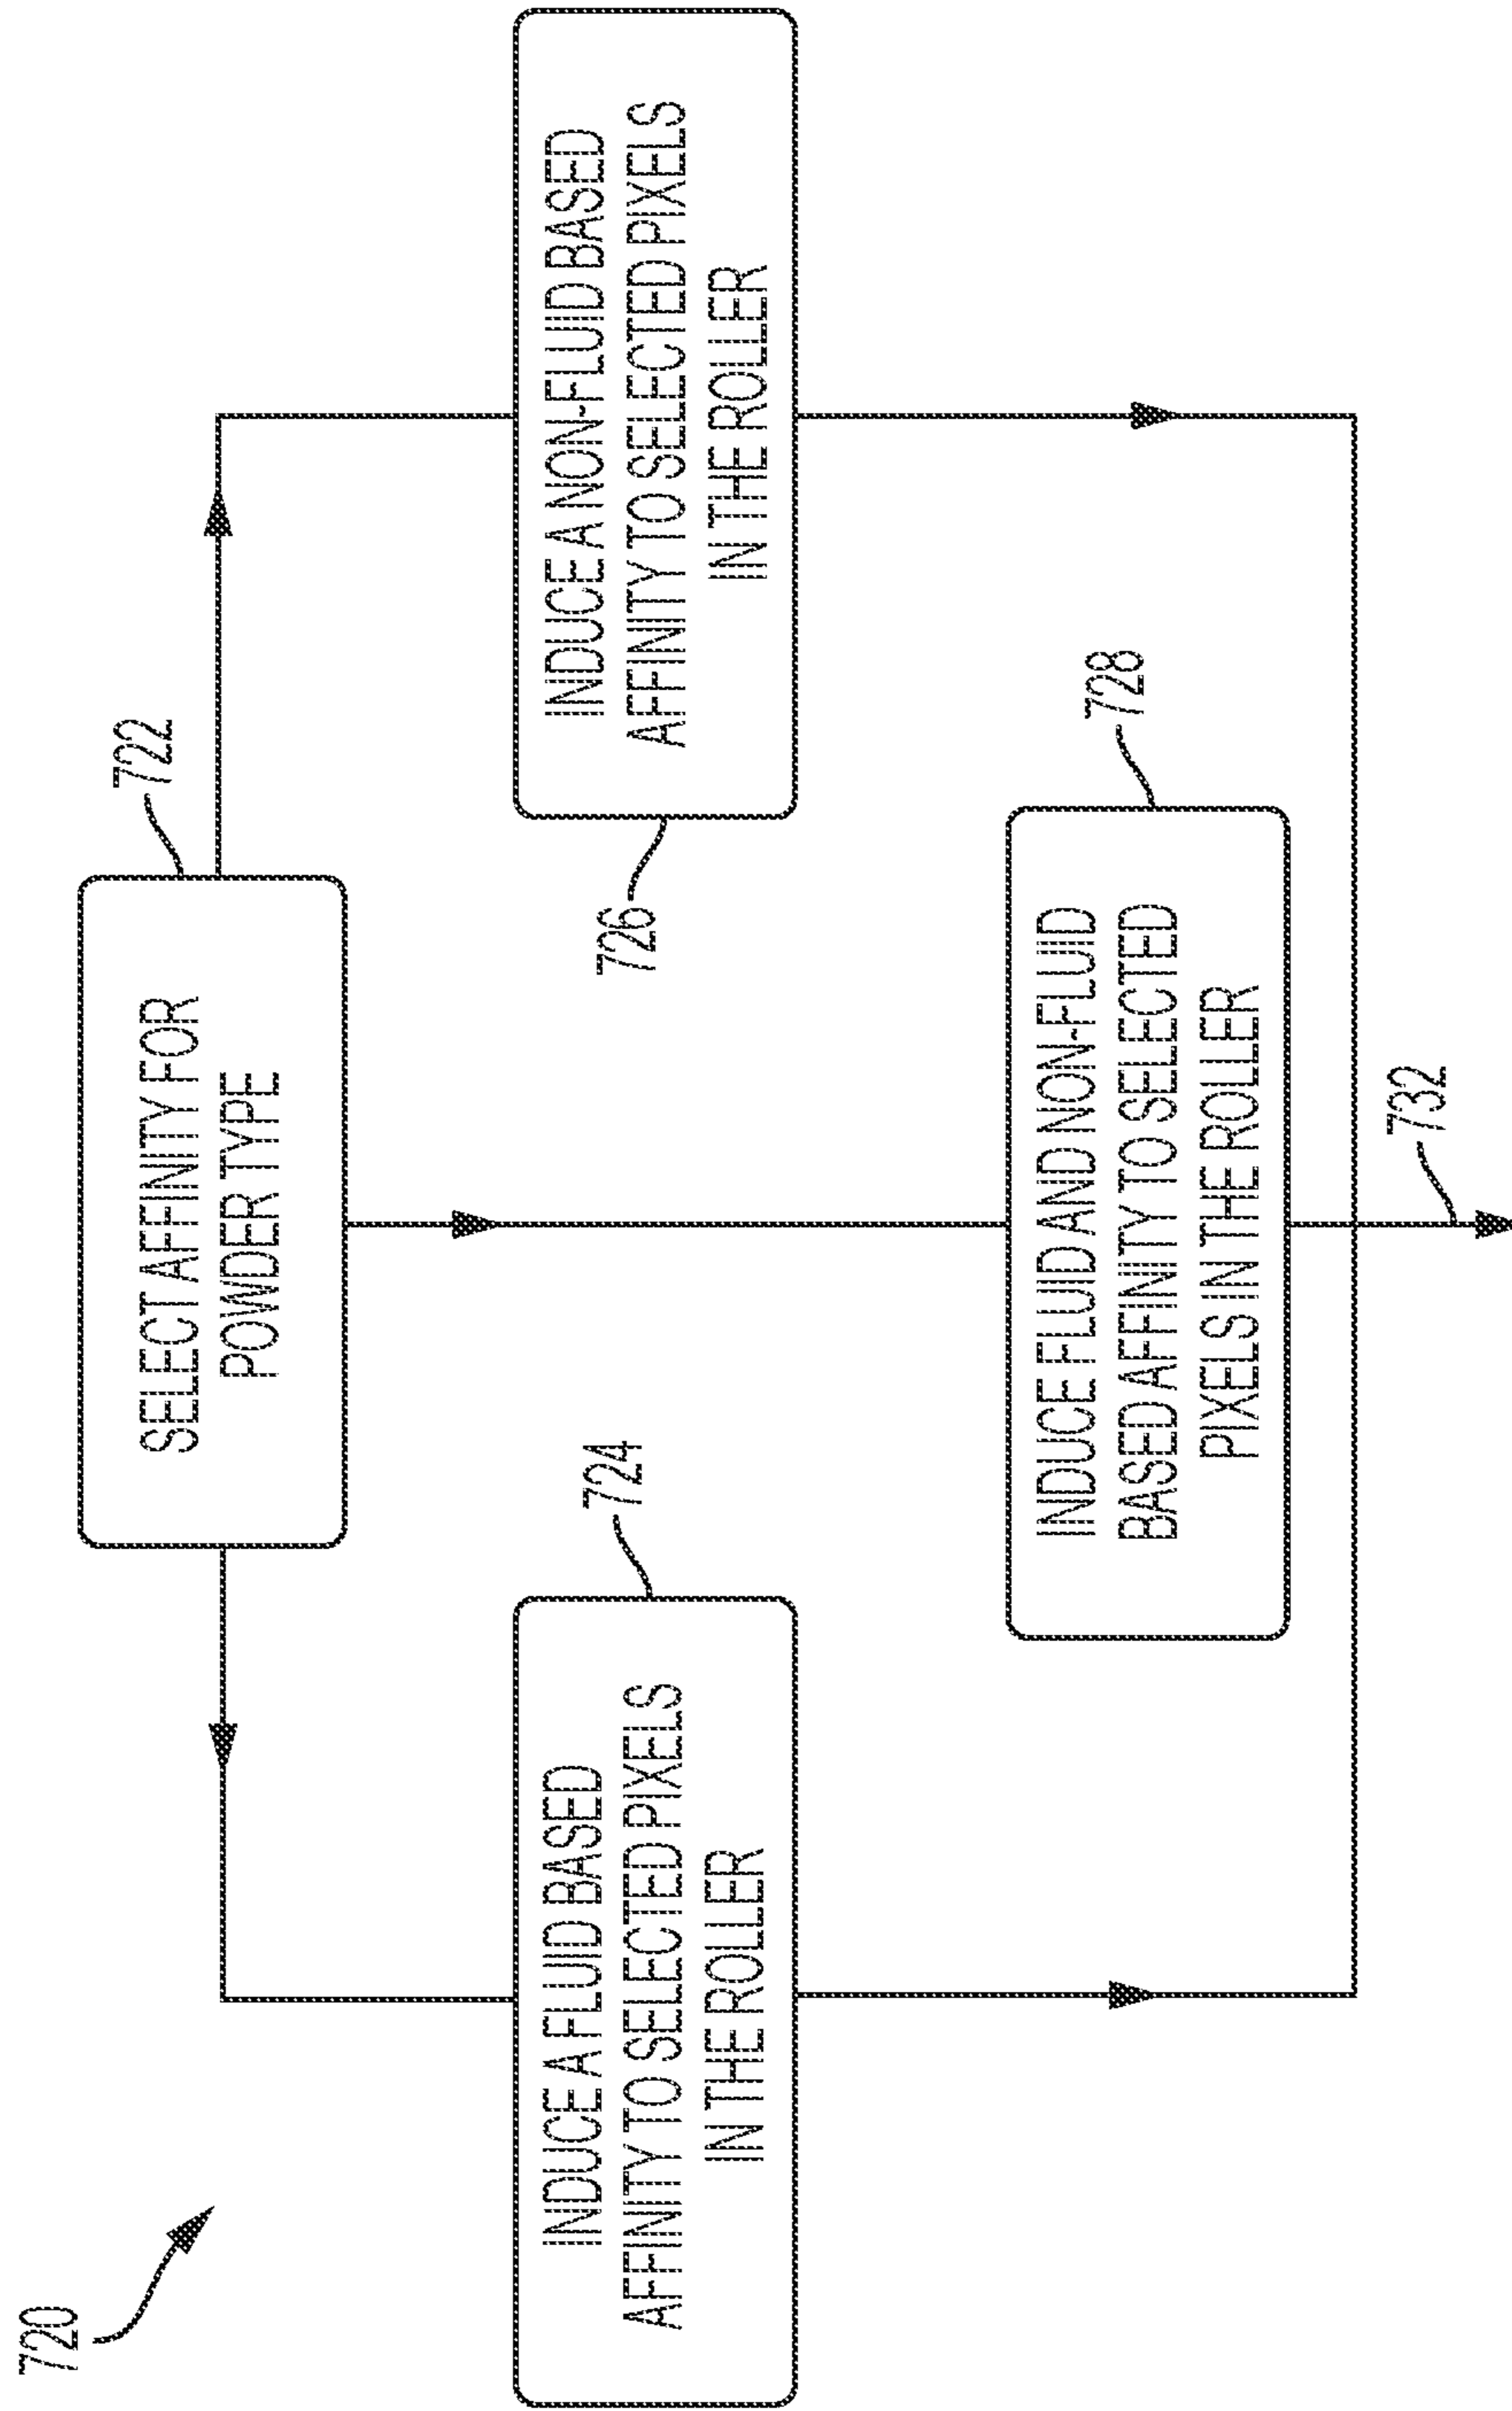 720
SELECT AFFINITY FOR
POWDER TYPE
722
INDUCE A FLUID BASED
AFFINITY TO SELECTED PIXELS
IN THE ROLLER
724
INDUCE A NON-FLUID BASED
AFFINITY TO SELECTED PIXELS
IN THE ROLLER
726
INDUCE FLUID AND NON-FLUID
BASED AFFINITY TO SELECTED
PIXELS IN THE ROLLER
728
732